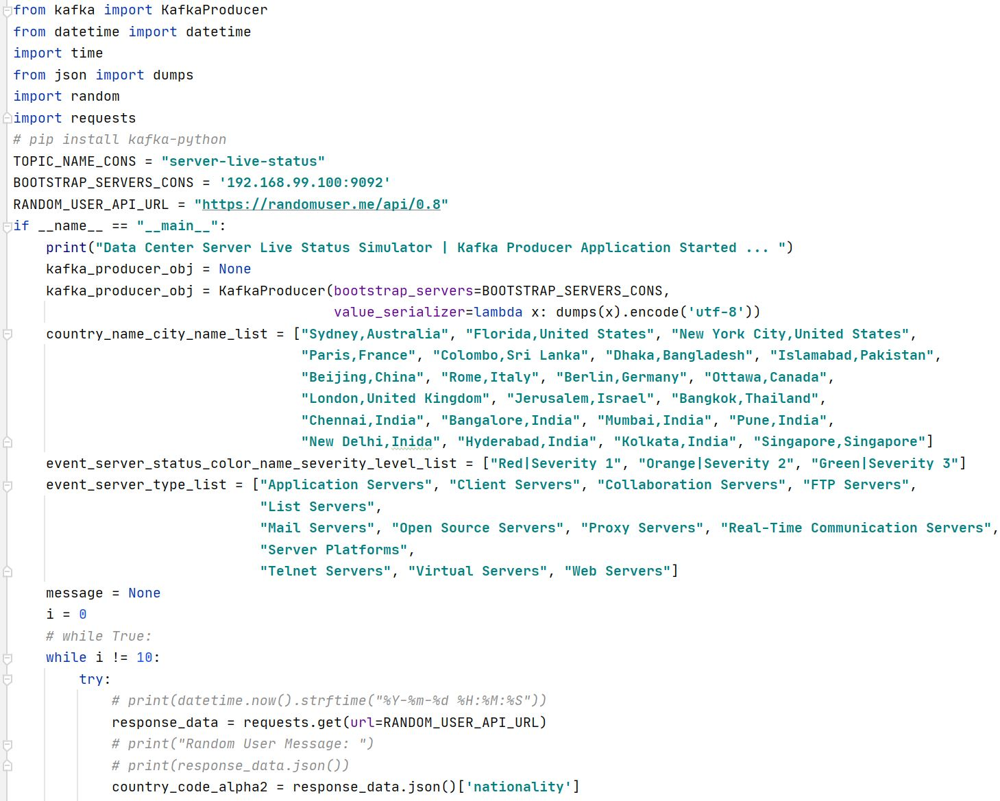 from kafka import KafkaProducer
from datetime import datetime
import time
from json import dumps
import random
import requests
# pip install kafka-python
TOPIC_NAME_CONS = "server-live-status"
BOOTSTRAP_SERVERS_CONS = '192.168.99.100:9092'
RANDOM_USER_API_URL = "https://randomuser.me/api/0.8"
if __name__ == "__main__":
    print("Data Center Server Live Status Simulator | Kafka Producer Application Started ... ")
    kafka_producer_obj = None
    kafka_producer_obj = KafkaProducer(bootstrap_servers=BOOTSTRAP_SERVERS_CONS,
                                       value_serializer=lambda x: dumps(x).encode('utf-8'))
    country_name_city_name_list = ["Sydney,Australia", "Florida,United States", "New York City,United States",
                                   "Paris,France", "Colombo,Sri Lanka", "Dhaka,Bangladesh", "Islamabad,Pakistan",
                                   "Beijing,China", "Rome,Italy", "Berlin,Germany", "Ottawa,Canada",
                                   "London,United Kingdom", "Jerusalem,Israel", "Bangkok,Thailand",
                                   "Chennai,India", "Bangalore,India", "Mumbai,India", "Pune,India",
                                   "New Delhi,Inida", "Hyderabad,India", "Kolkata,India", "Singapore,Singapore"]
    event_server_status_color_name_severity_level_list = ["Red|Severity 1", "Orange|Severity 2", "Green|Severity 3"]
    event_server_type_list = ["Application Servers", "Client Servers", "Collaboration Servers", "FTP Servers",
                              "List Servers",
                              "Mail Servers", "Open Source Servers", "Proxy Servers", "Real-Time Communication Servers",
                              "Server Platforms",
                              "Telnet Servers", "Virtual Servers", "Web Servers"]
    message = None
    i = 0
    # while True:
    while i != 10:
        try:
            # print(datetime.now().strftime("%Y-%m-%d %H:%M:%S"))
            response_data = requests.get(url=RANDOM_USER_API_URL)
            # print("Random User Message: ")
            # print(response_data.json())
            country_code_alpha2 = response_data.json()['nationality']